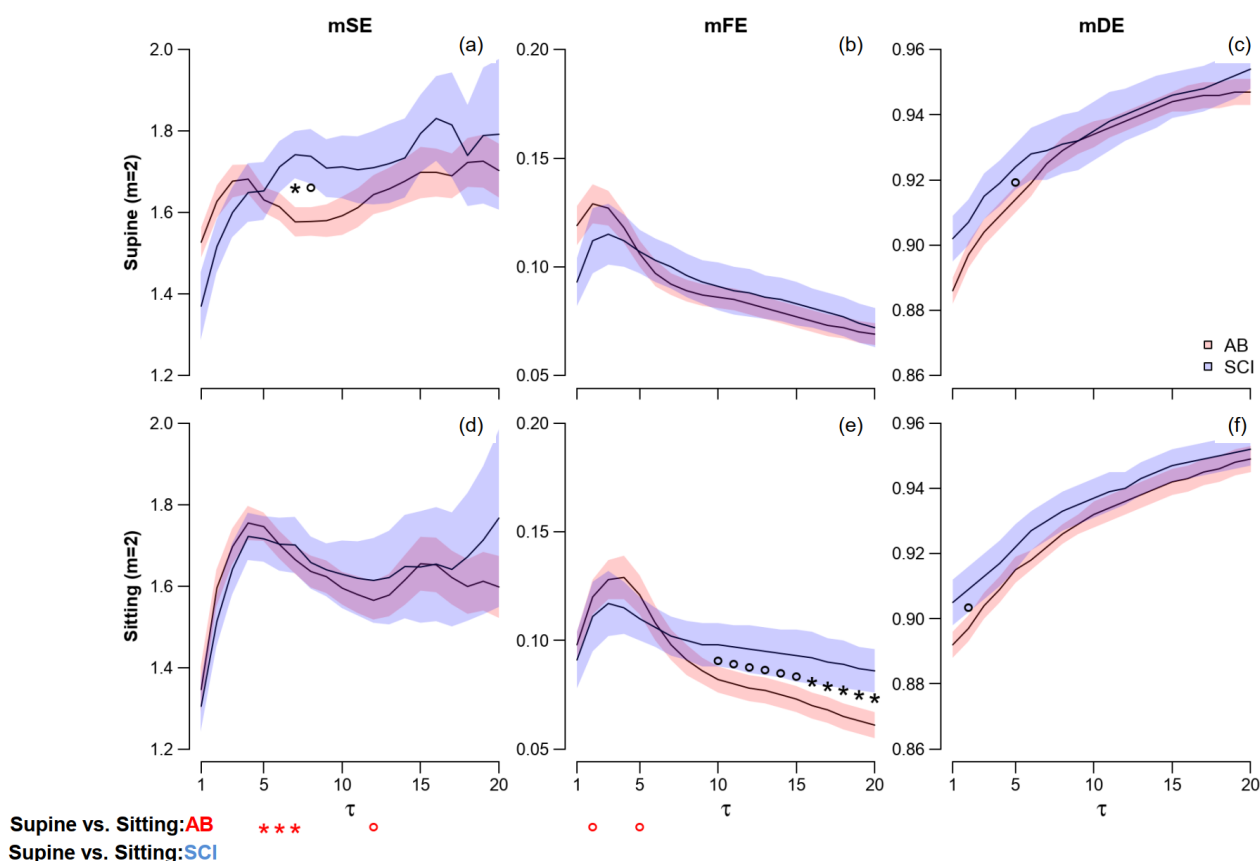 mSE mFE mDE
(a) (b) (c)
2.0 0.20 0.96
1.8 0.94
0.15
1.6 0.92
Supine (m=2)
0.10 0.90
1.4 0.88
1.2 0.05 0.86
AB
SCI
(d) (e) (f)
2.0 0.20 0.96
1.8 0.94
0.15
1.6 0.92
Sitting (m=2)
0.10 0.90
1.4 0.88
1.2 0.05 0.86
1 5 10 15 20 1 5 10 15 20 1 5 10 15 20
τ τ τ
Supine vs. Sitting:AB *** o o o
Supine vs. Sitting:SCI